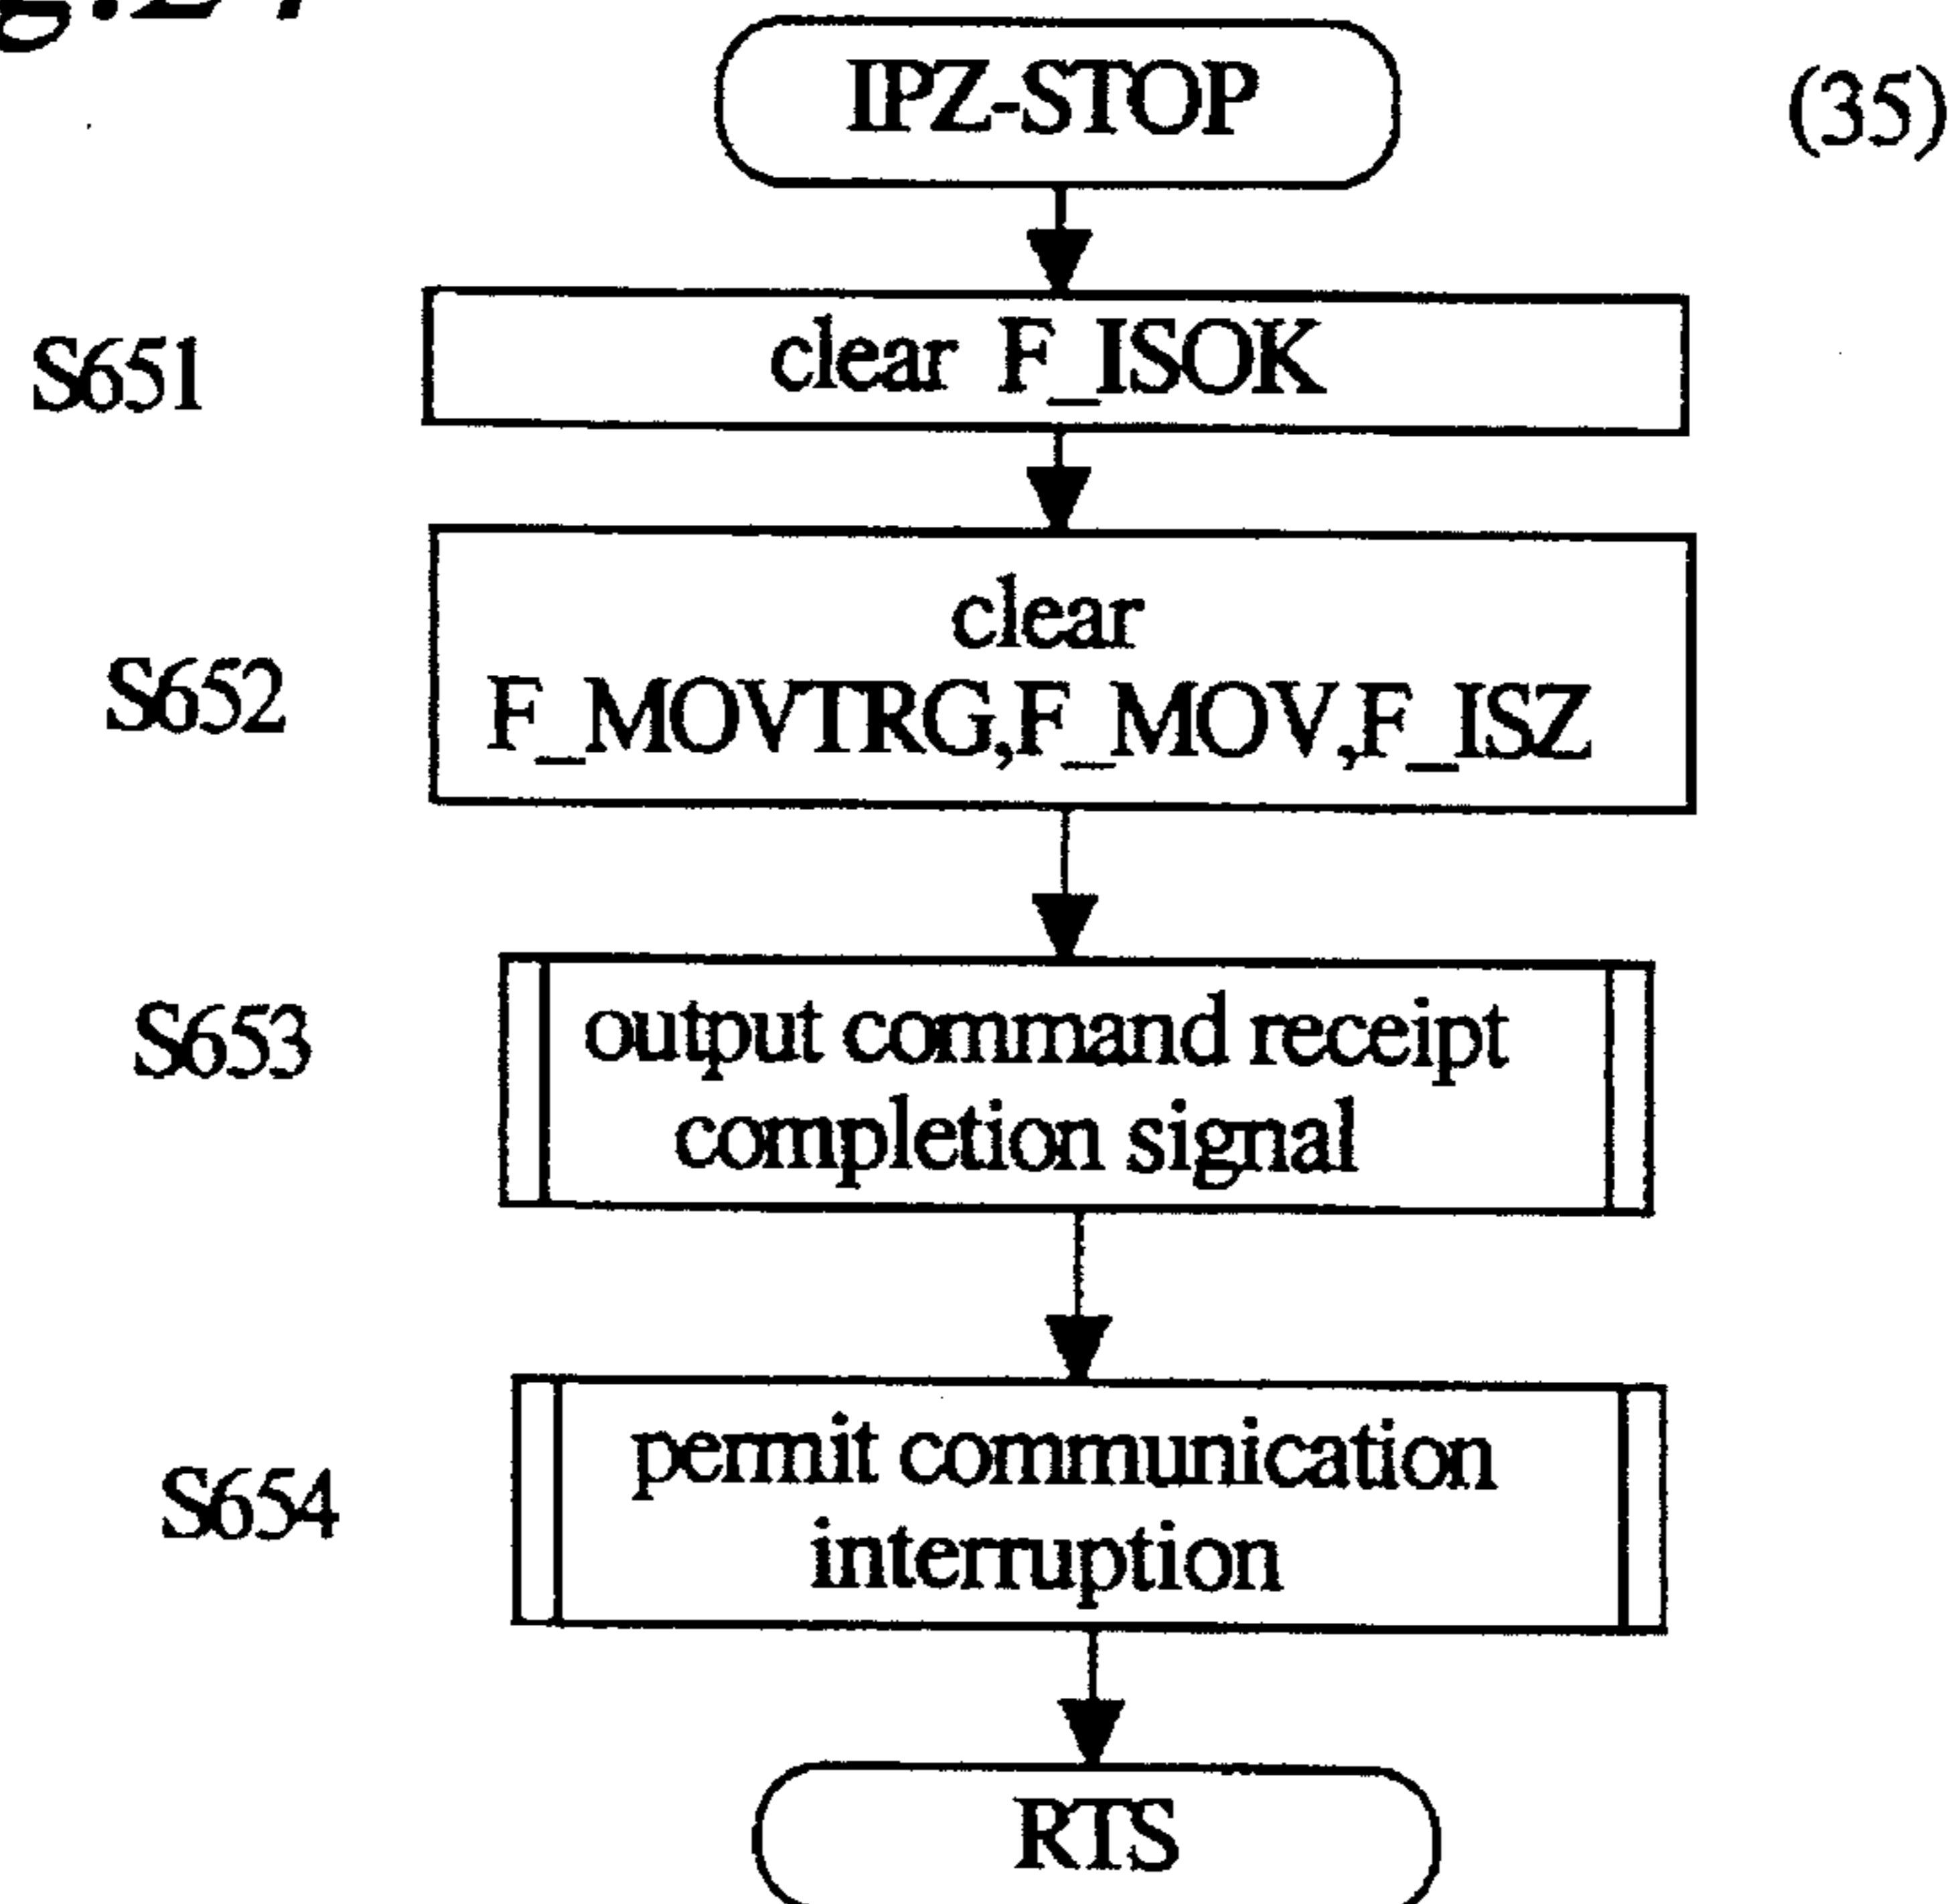 IPZ-STOP
(35)
S651
clear F_ISOK
S652
clear
F_MOVTRG,F_MOV,F_ISZ
S653
output command receipt
completion signal
S654
permit communication
interruption
RTS